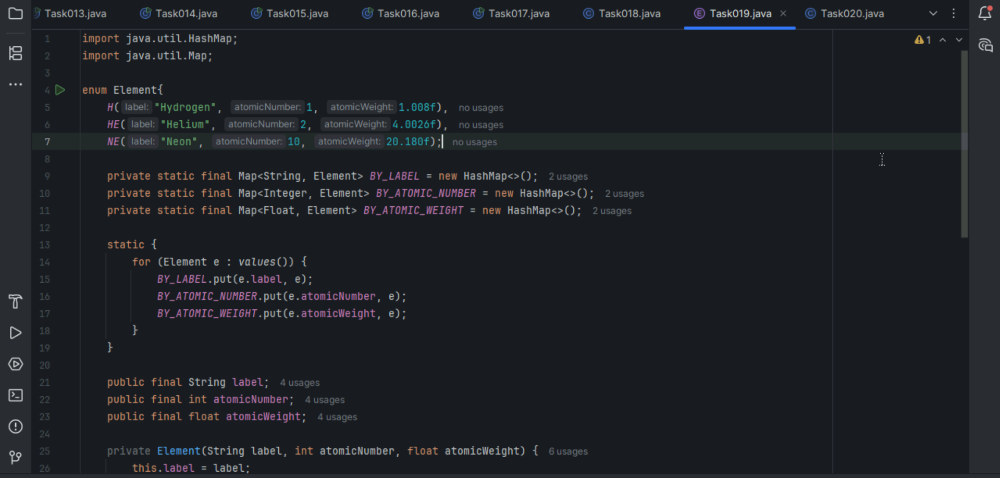 Task013.java Task014.java Task015.java Task016.java Task017.java Task018.java Task019.java Task020.java
1 import java.util.HashMap; 1
2 import java.util.Map;
3
4 enum Element{
5 H( label: "Hydrogen", atomicNumber: 1, atomicWeight: 1.008f), no usages
6 HE( label: "Helium", atomicNumber: 2, atomicWeight: 4.0026f), no usages
7 NE( label: "Neon", atomicNumber: 10, atomicWeight: 20.180f); no usages
8
9 private static final Map<String, Element> BY_LABEL = new HashMap<>(); 2 usages
10 private static final Map<Integer, Element> BY_ATOMIC_NUMBER = new HashMap<>(); 2 usages
11 private static final Map<Float, Element> BY_ATOMIC_WEIGHT = new HashMap<>(); 2 usages
12
13 static {
14 for (Element e : values()) {
15 BY_LABEL.put(e.label, e);
16 BY_ATOMIC_NUMBER.put(e.atomicNumber, e);
17 BY_ATOMIC_WEIGHT.put(e.atomicWeight, e);
18 }
19 }
20
21 public final String label; 4 usages
22 public final int atomicNumber; 4 usages
23 public final float atomicWeight; 4 usages
24
25 private Element(String label, int atomicNumber, float atomicWeight) { 6 usages
26 this.label = label;